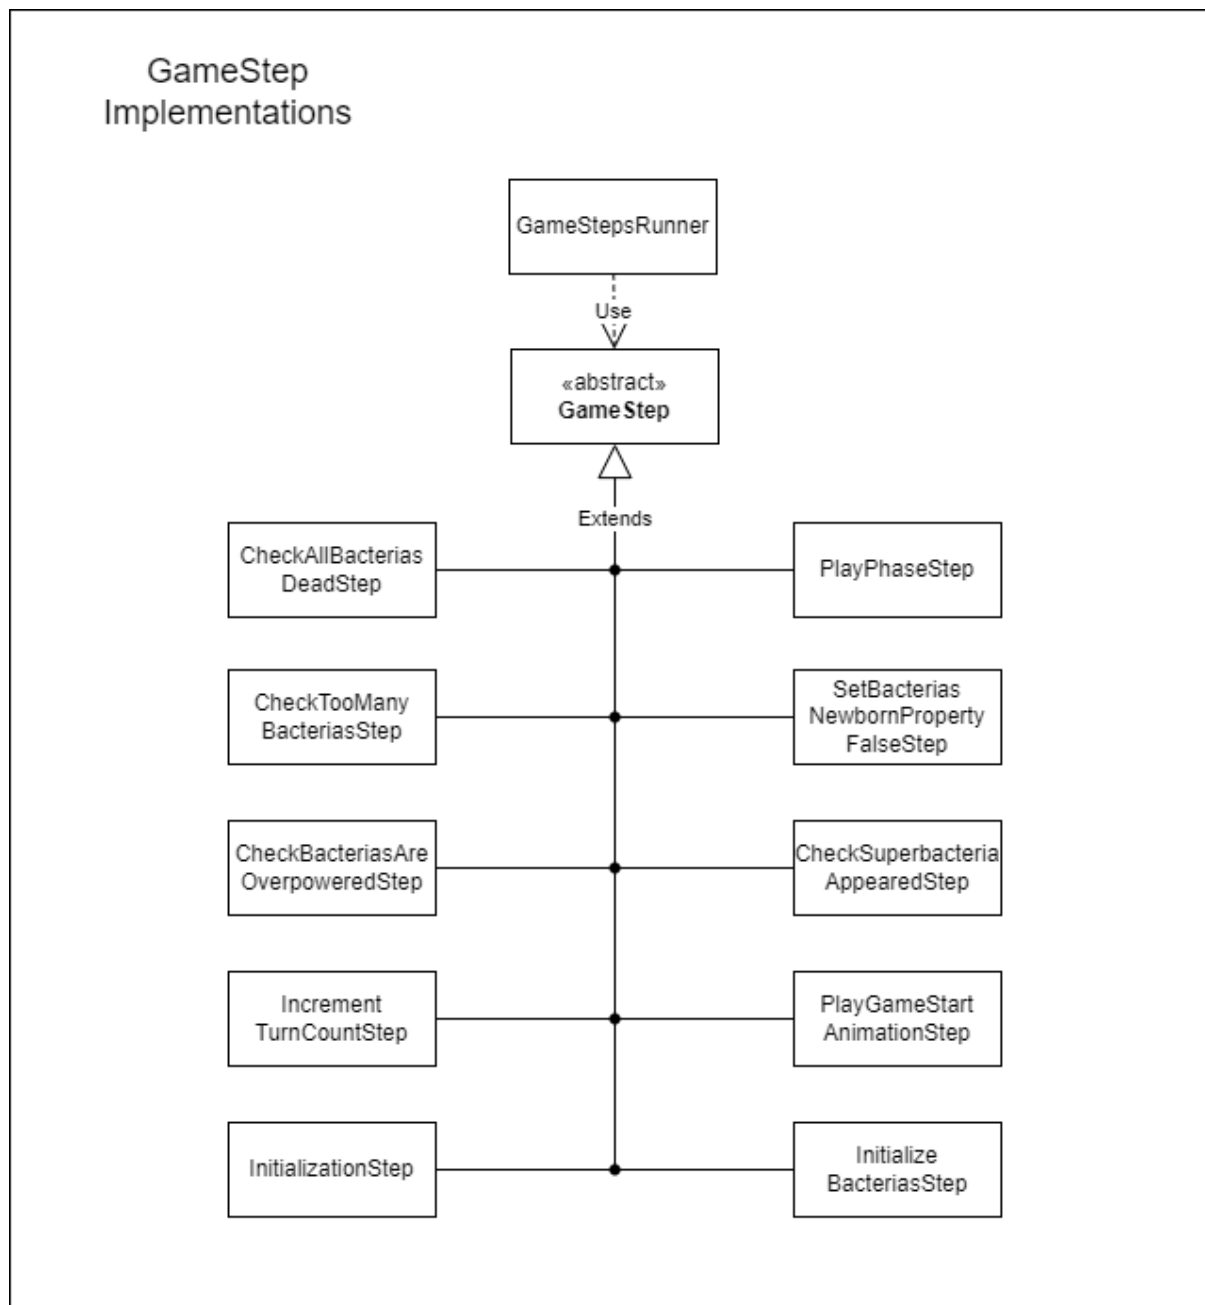 GameStep
Implementations
GameStepsRunner
Use
«abstract»
GameStep
Extends
CheckAllBacterias
DeadStep
PlayPhaseStep
CheckTooMany
BacteriasStep
SetBacterias
NewbornProperty
FalseStep
CheckBacteriasAre
OverpoweredStep
CheckSuperbacteria
AppearedStep
Increment
TurnCountStep
PlayGameStart
AnimationStep
InitializationStep
Initialize
BacteriasStep